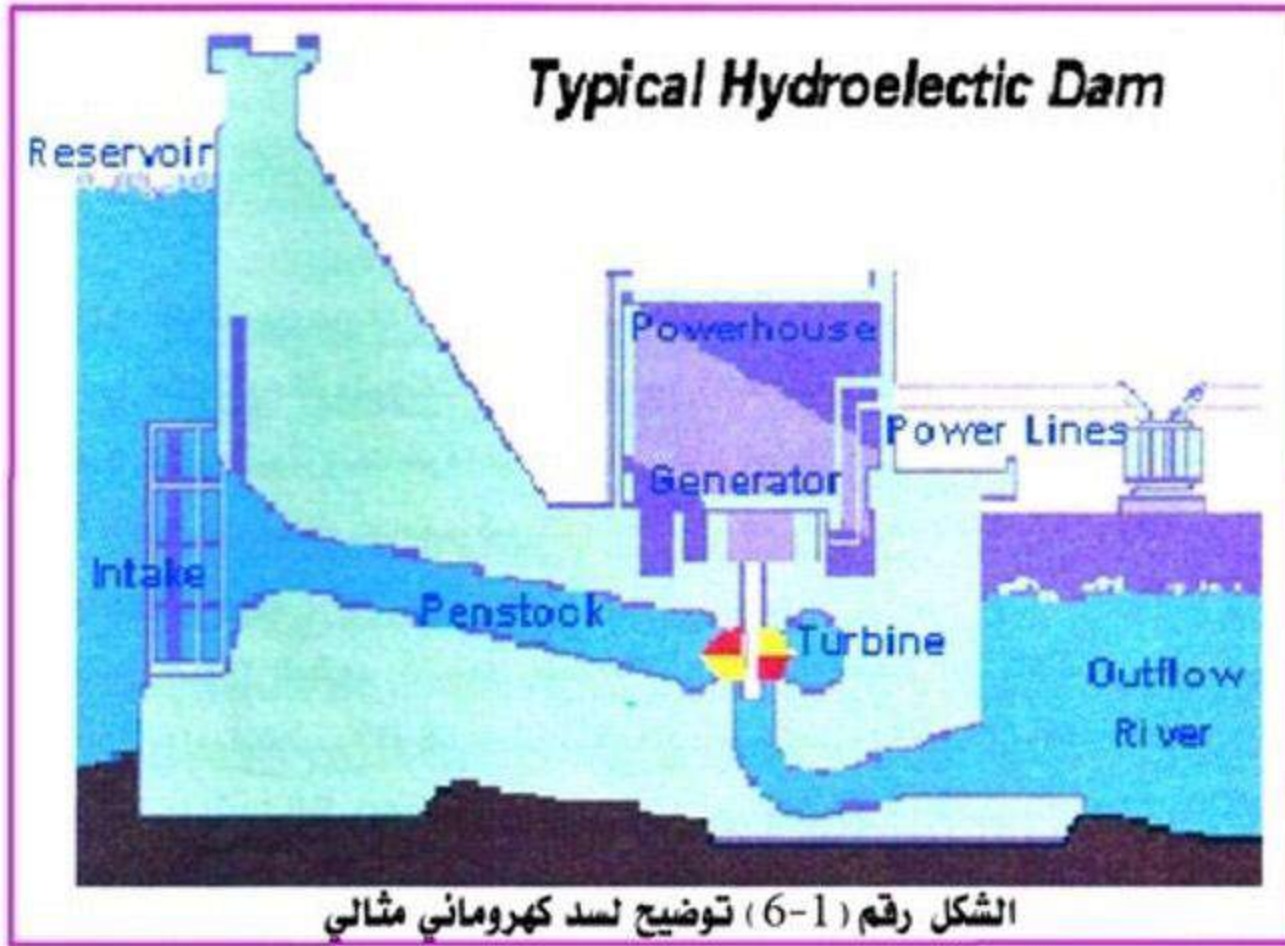 Typical Hydroelectic Dam
Reservoir
Powerhouse
Power Lines
Generator
Intake
Penstock
Turbine
Outflow
River
الشكل رقم (1-6) توضيح لسد كهرومائي مثالي